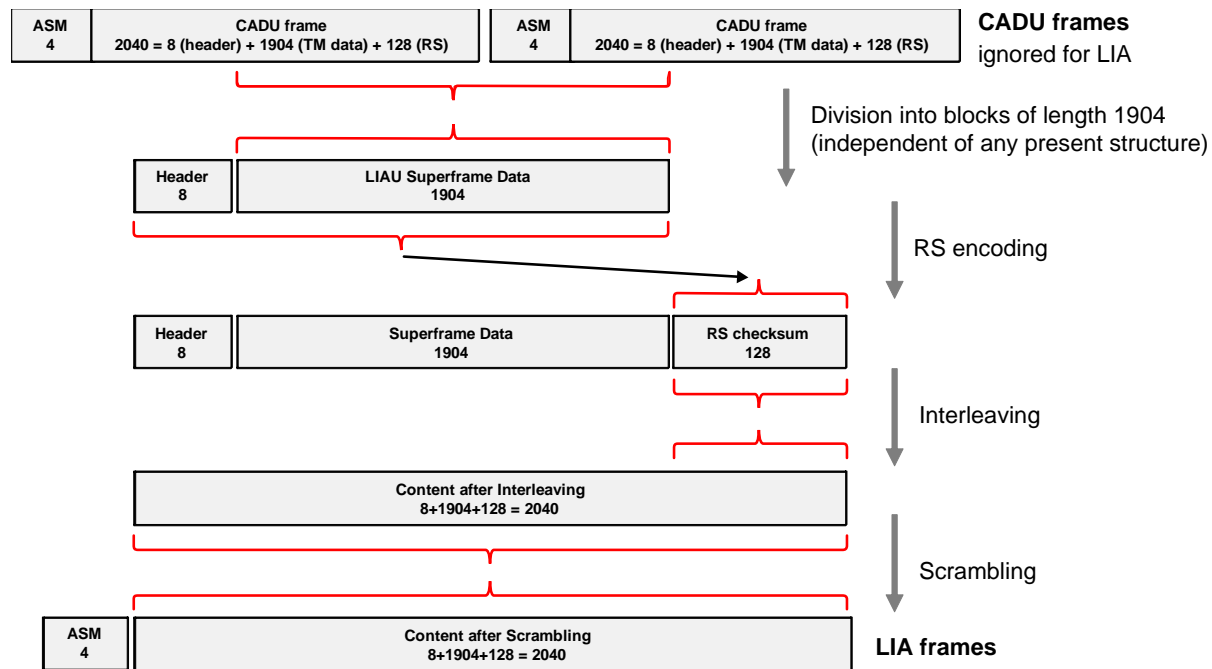 ASM
4
CADU frame
2040 = 8 (header) + 1904 (TM data) + 128 (RS)
ASM
4
CADU frame
2040 = 8 (header) + 1904 (TM data) + 128 (RS)
CADU frames
ignored for LIA
Division into blocks of length 1904
(independent of any present structure)
Header
8
LIAU Superframe Data
1904
RS encoding
Header
8
Superframe Data
1904
RS checksum
128
Interleaving
Content after Interleaving
8+1904+128 = 2040
Scrambling
ASM
4
Content after Scrambling
8+1904+128 = 2040
LIA frames